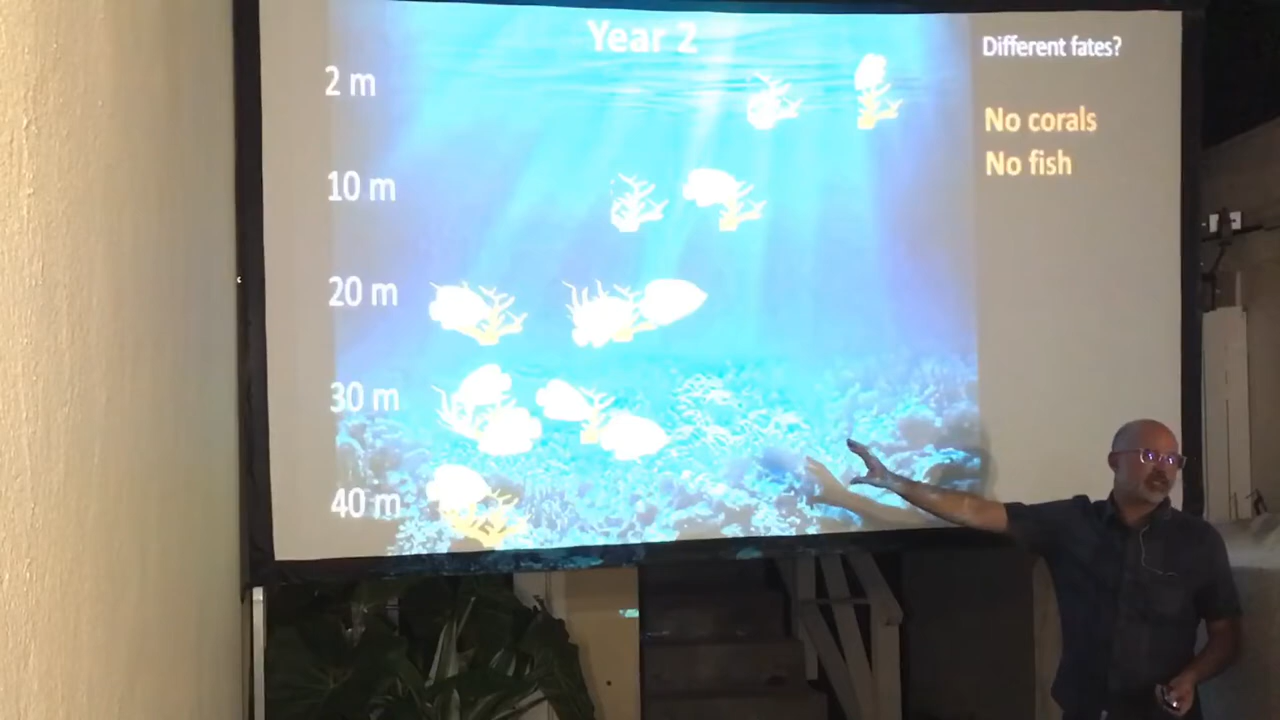 Year 2
Different fates?
2 m
No corals
No fish
10 m
20 m
30 m
40 m